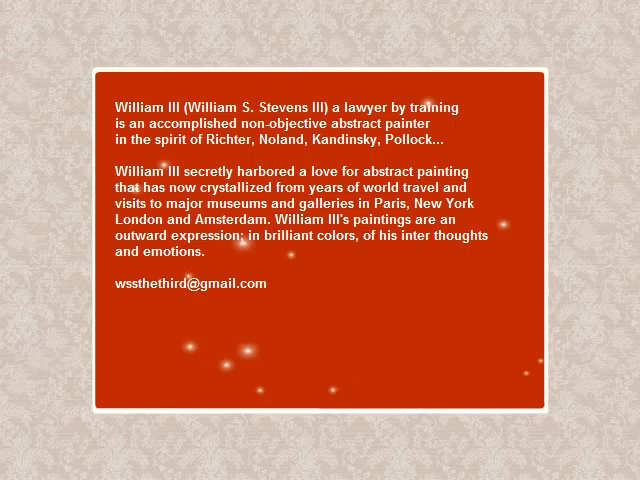 William III (William S. Stevens III) a lawyer by training
is an accomplished non-objective abstract painter
in the spirit of Richter, Noland, Kandinsky, Pollock...
William III secretly harbored a love for abstract painting
that has now crystallized from years of world travel and
visits to major museums and galleries in Paris, New York
London and Amsterdam. William III's paintings are an
outward expression; in brilliant colors, of his inter thoughts
and emotions.
wssthethird@gmail.com